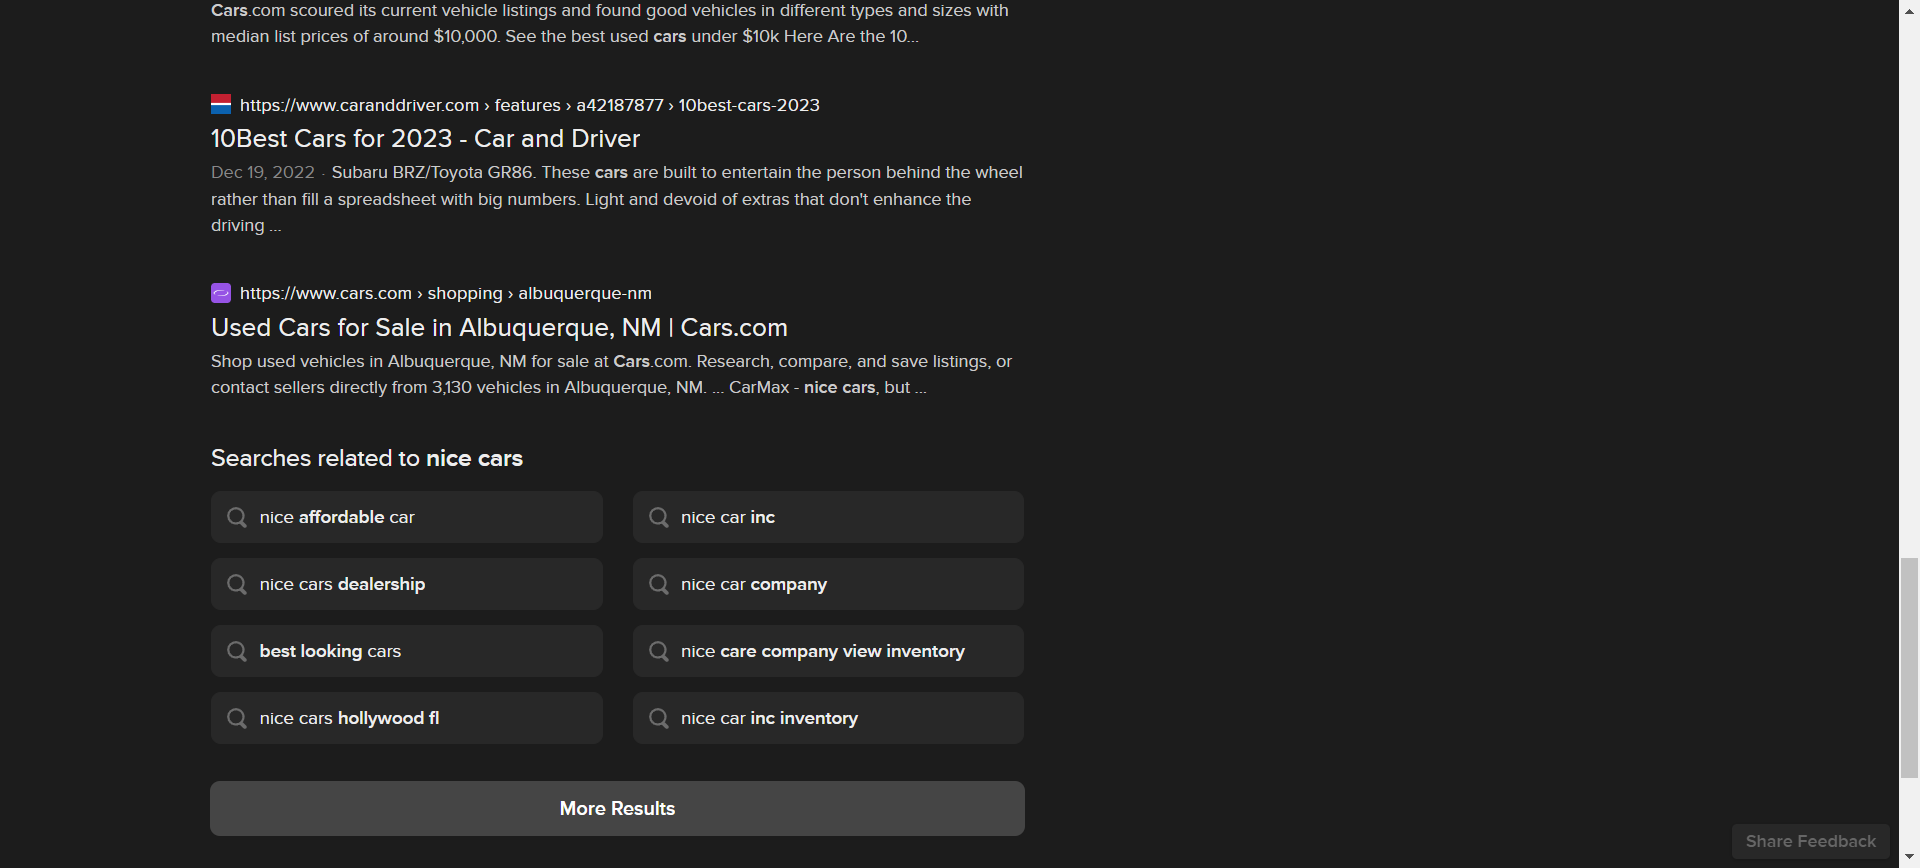 Cars.com scoured its current vehicle listings and found good vehicles in different types and sizes with
median list prices of around $10,000. See the best used cars under $10k Here Are the 10...
https://www.caranddriver.com › features › a42187877 › 10best-cars-2023
10Best Cars for 2023 - Car and Driver
Dec 19, 2022 · Subaru BRZ/Toyota GR86. These cars are built to entertain the person behind the wheel
rather than fill a spreadsheet with big numbers. Light and devoid of extras that don't enhance the
driving ...
https://www.cars.com › shopping › albuquerque-nm
Used Cars for Sale in Albuquerque, NM | Cars.com
Shop used vehicles in Albuquerque, NM for sale at Cars.com. Research, compare, and save listings, or
contact sellers directly from 3,130 vehicles in Albuquerque, NM. ... CarMax - nice cars, but ...
Searches related to nice cars
nice affordable car
nice car inc
nice cars dealership
nice car company
best looking cars
nice care company view inventory
nice cars hollywood fl
nice car inc inventory
More Results
Share Feedback